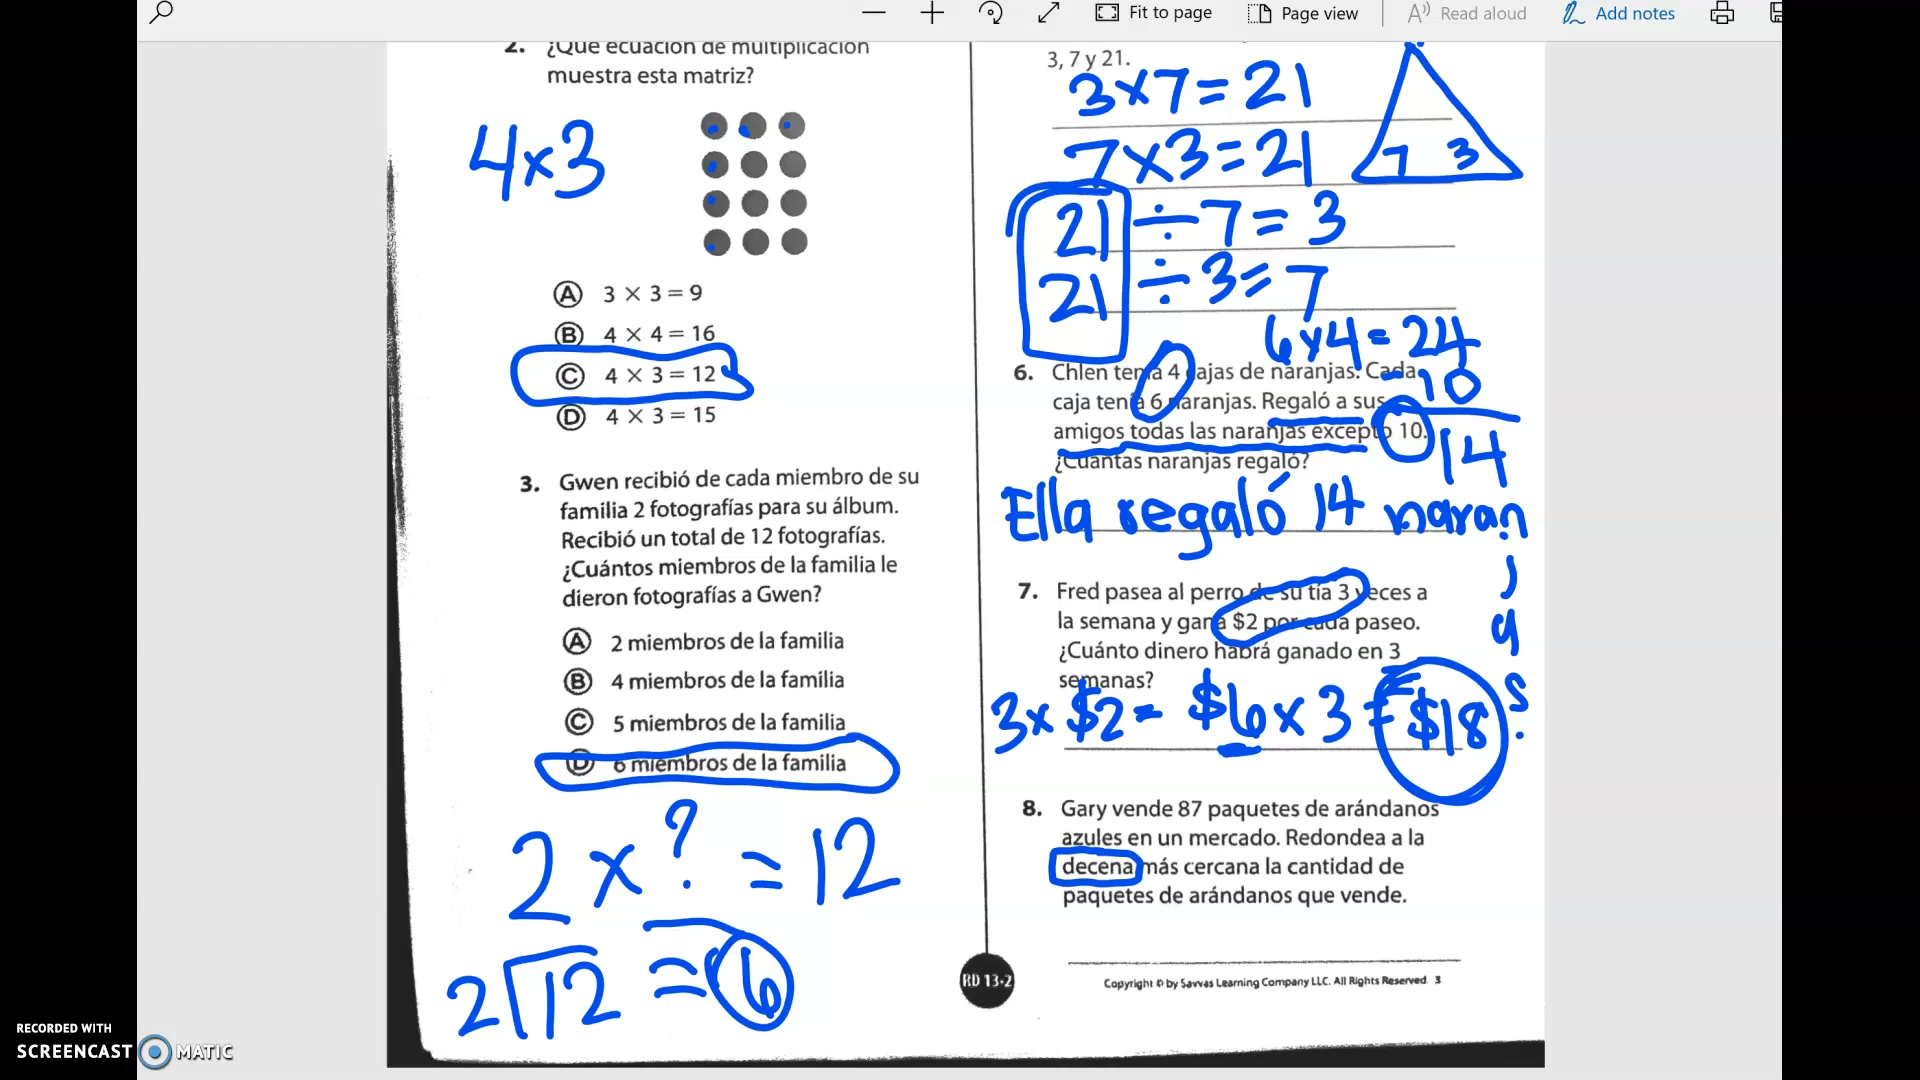 Fit to page
Page view
Read aloud
Add notes
2. ¿Qué ecuación de multiplicación
muestra esta matriz?
4x3
Ⓐ 3 × 3 = 9
Ⓑ 4 × 4 = 16
Ⓒ 4 × 3 = 12
Ⓓ 4 × 3 = 15
3. Gwen recibió de cada miembro de su
familia 2 fotografías para su álbum.
Recibió un total de 12 fotografías.
¿Cuántos miembros de la familia le
dieron fotografías a Gwen?
Ⓐ 2 miembros de la familia
Ⓑ 4 miembros de la familia
Ⓒ 5 miembros de la familia
Ⓓ 6 miembros de la familia
2 x ? = 12
2 12 = 6
3, 7 y 21.
3x7=21
7x3=21
7 3
21 ÷ 7 = 3
21 ÷ 3 = 7
6x4=24
-10
14
6. Chlen tenía 4 cajas de naranjas. Cada
caja tenía 6 naranjas. Regaló a sus
amigos todas las naranjas excepto 10.
¿Cuántas naranjas regaló?
Ella regaló 14 naranjas.
7. Fred pasea al perro de su tía 3 veces a
la semana y gana $2 por cada paseo.
¿Cuánto dinero habrá ganado en 3
semanas?
3x $2 = $6 x 3 = $18
8. Gary vende 87 paquetes de arándanos
azules en un mercado. Redondea a la
decena más cercana la cantidad de
paquetes de arándanos que vende.
RD 13•2
Copyright © by Savvas Learning Company LLC. All Rights Reserved. 3
RECORDED WITH
SCREENCAST MATIC